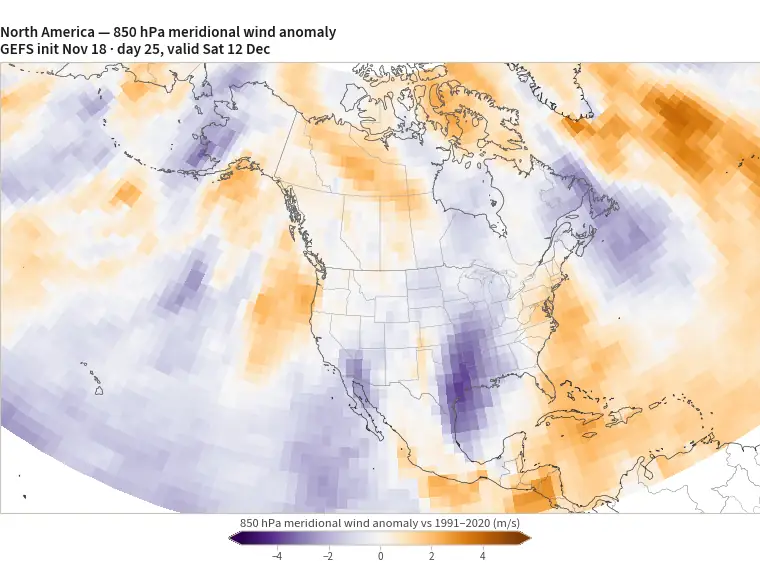 North America — 850 hPa meridional wind anomaly
GEFS init Nov 18 · day 25, valid Sat 12 Dec
850 hPa meridional wind anomaly vs 1991–2020 (m/s)
−4 −2 0 2 4